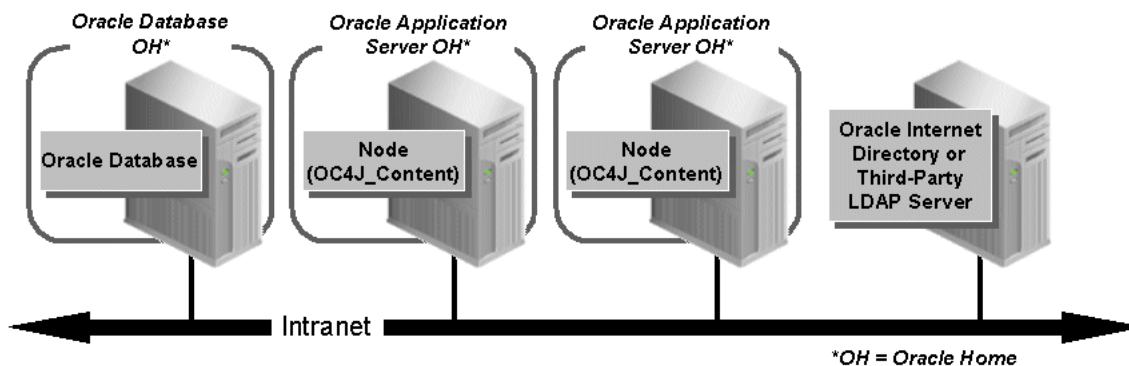 Oracle Database
OH*
Oracle Application
Server OH*
Oracle Application
Server OH*
Oracle Database
Node
(OC4J_Content)
Node
(OC4J_Content)
Oracle Internet
Directory or
Third-Party
LDAP Server
Intranet
*OH = Oracle Home